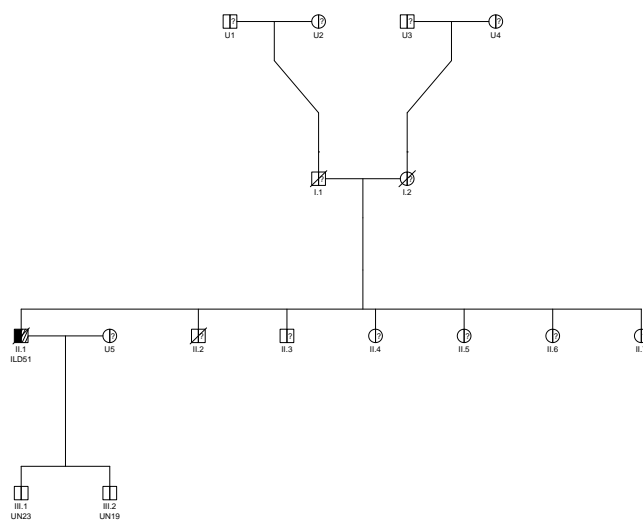 ? ? ? ?
U1 U2 U3 U4
? ?
I.1 I.2
? ? ? ? ? ?
II.1 U5 II.2 II.3 II.4 II.5 II.6
ILD51
III.1 III.2
UN23 UN19